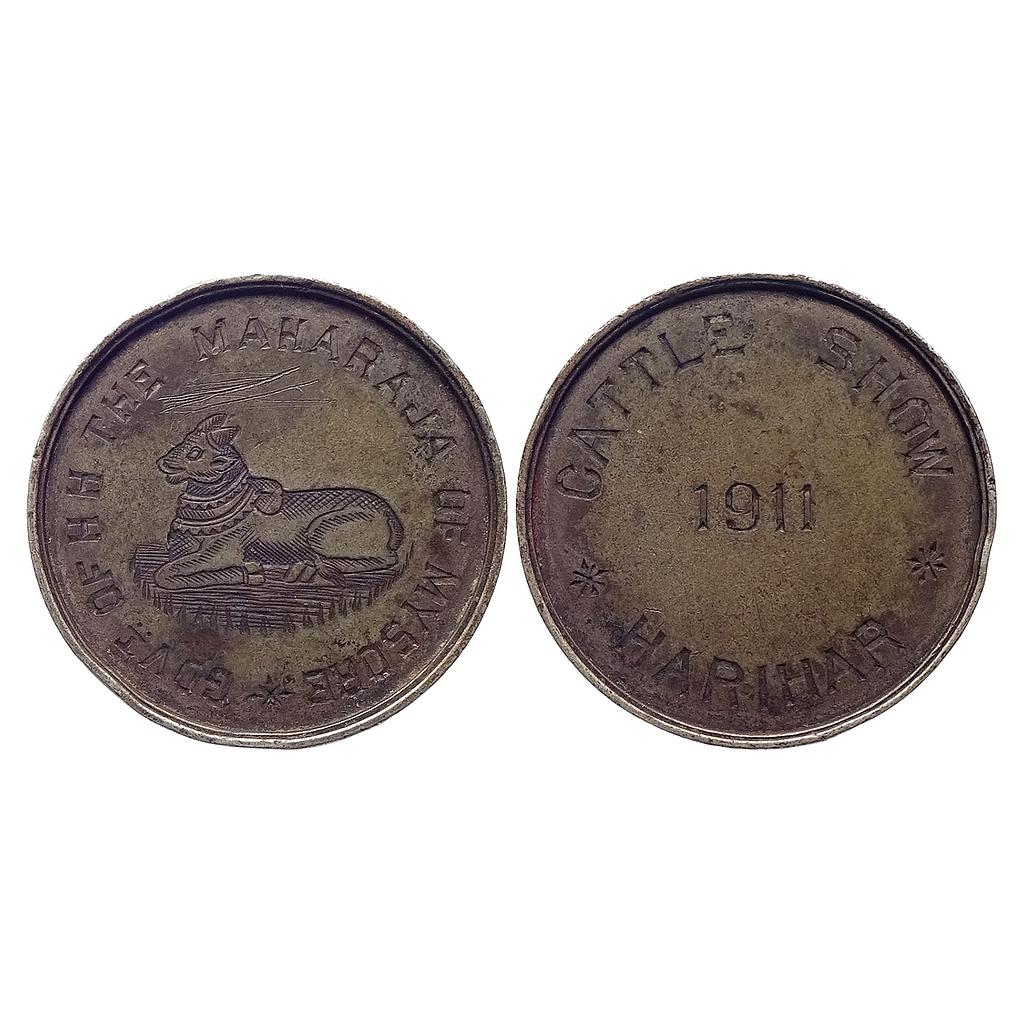 GOVT OF H H THE MAHARAJA OF MYSORE
CATTLE SHOW
1911
HARIHAR